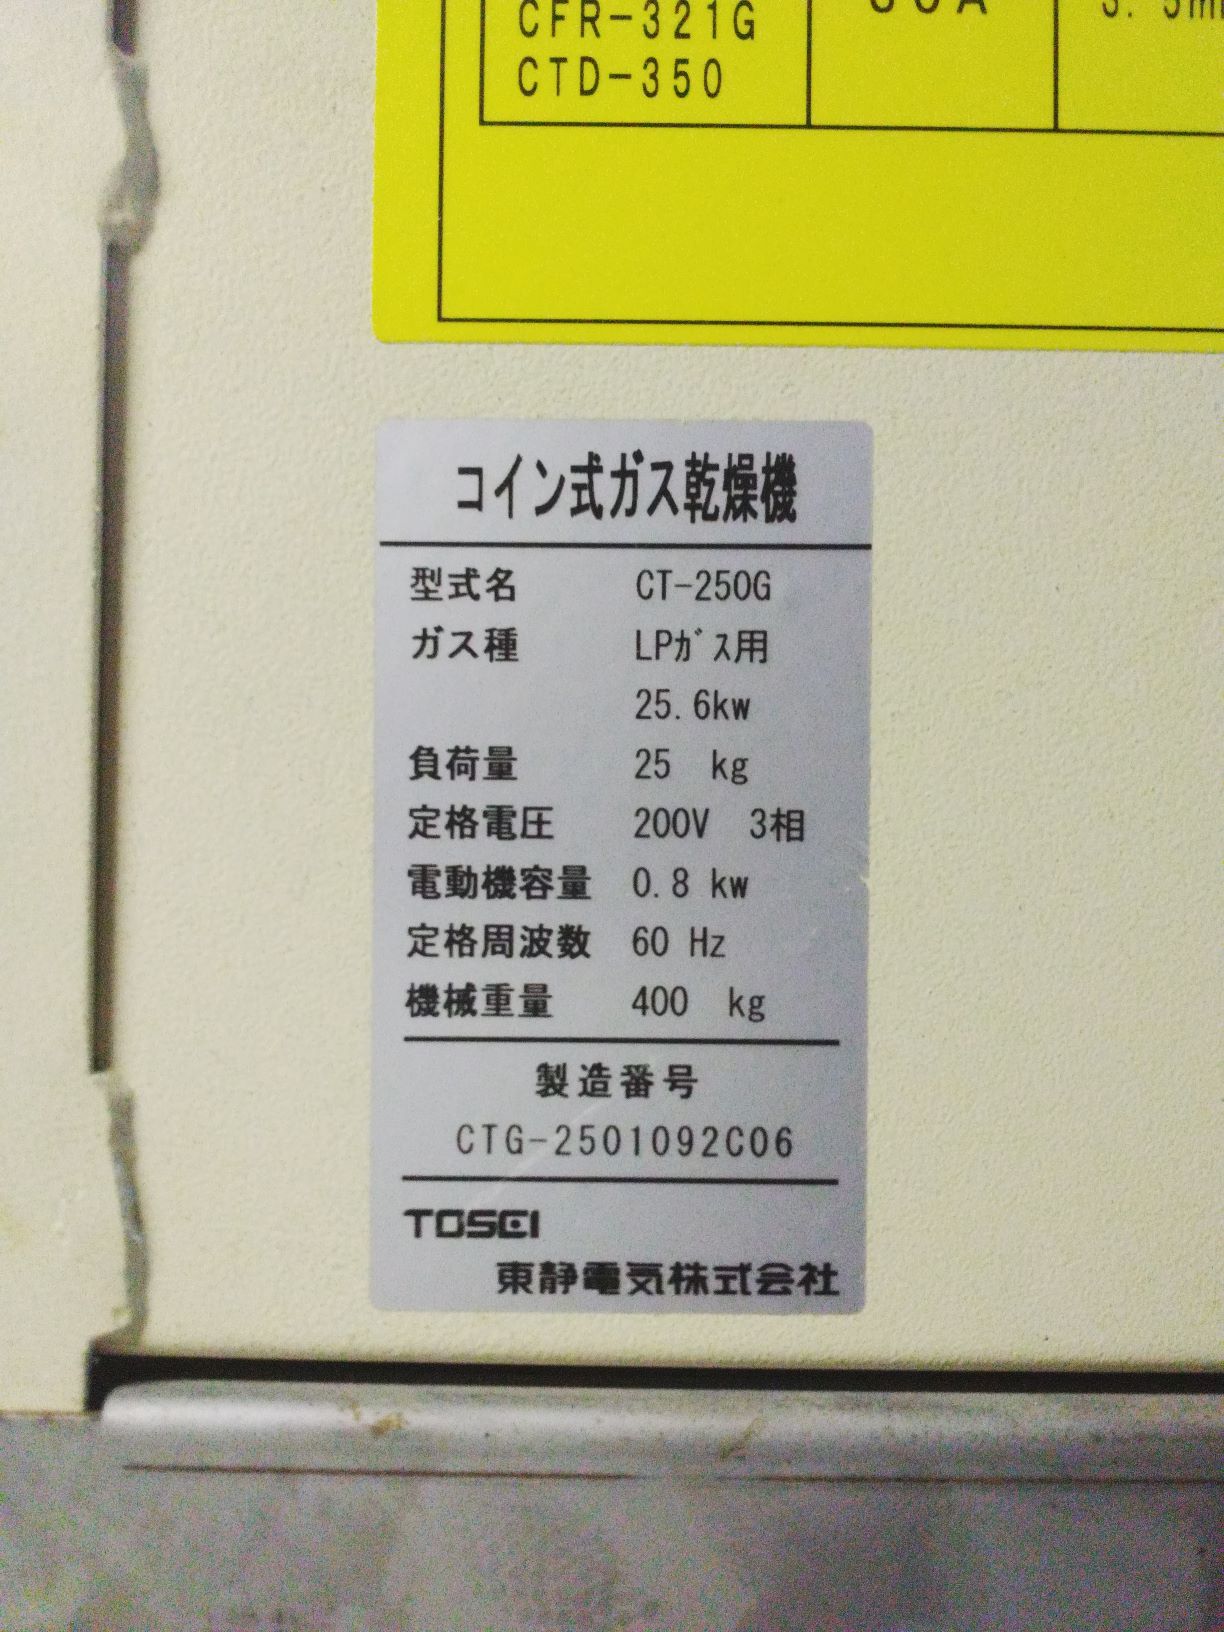 CFR-321G
CTD-350
コイン式ガス乾燥機
型式名 CT-250G
ガス種 LPガス用
25.6kw
負荷量 25 kg
定格電圧 200V 3相
電動機容量 0.8 kw
定格周波数 60 Hz
機械重量 400 kg
製造番号
CTG-2501092C06
TOSEI
東静電気株式会社